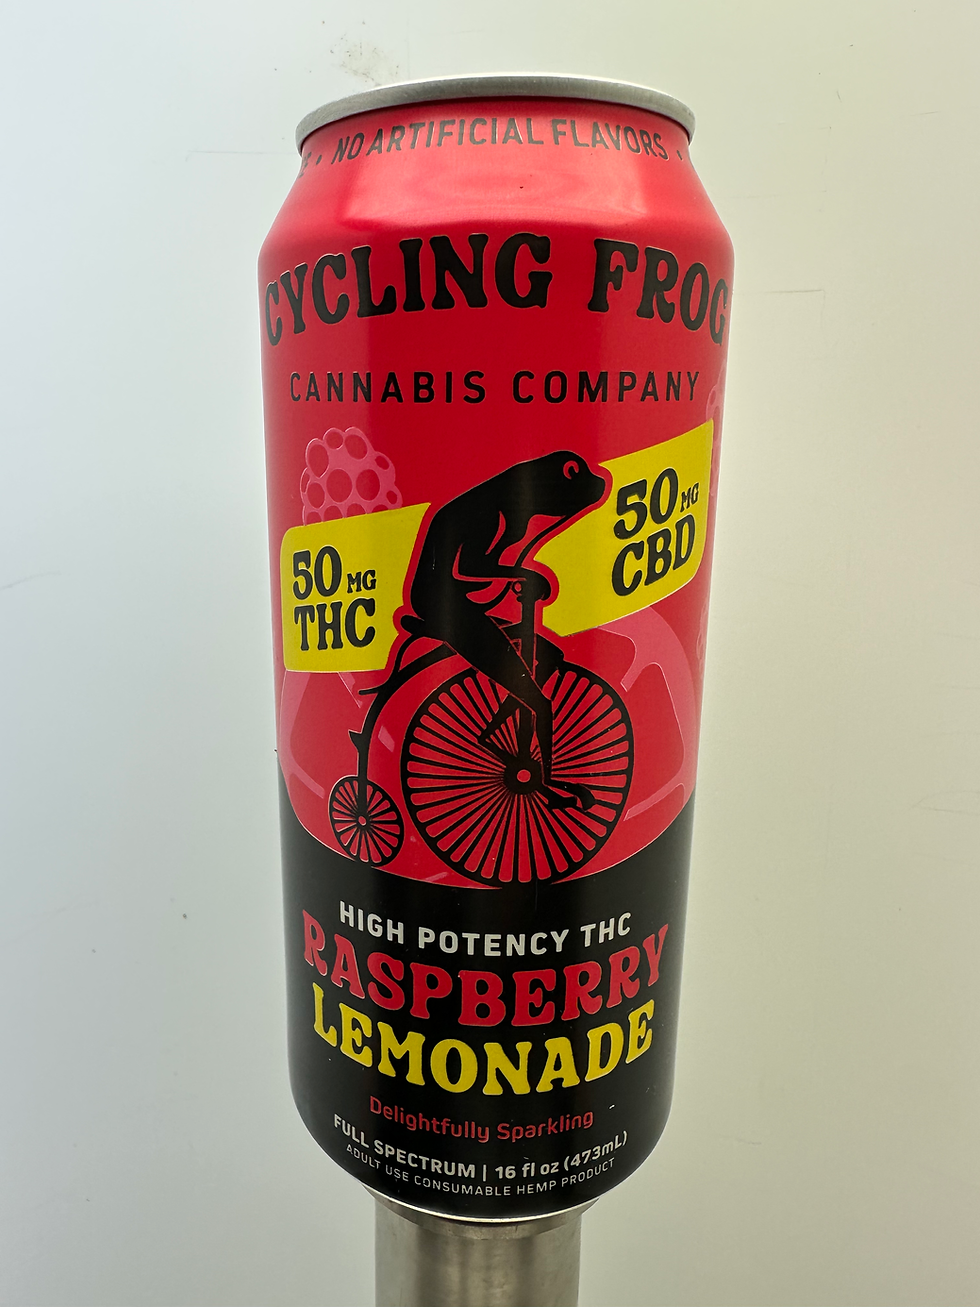 • NO ARTIFICIAL FLAVORS •
CYCLING FROG
CANNABIS COMPANY
50 MG
THC
50 MG
CBD
HIGH POTENCY THC
RASPBERRY
LEMONADE
Delightfully Sparkling
FULL SPECTRUM | 16 fl oz (473mL)
ADULT USE CONSUMABLE HEMP PRODUCT